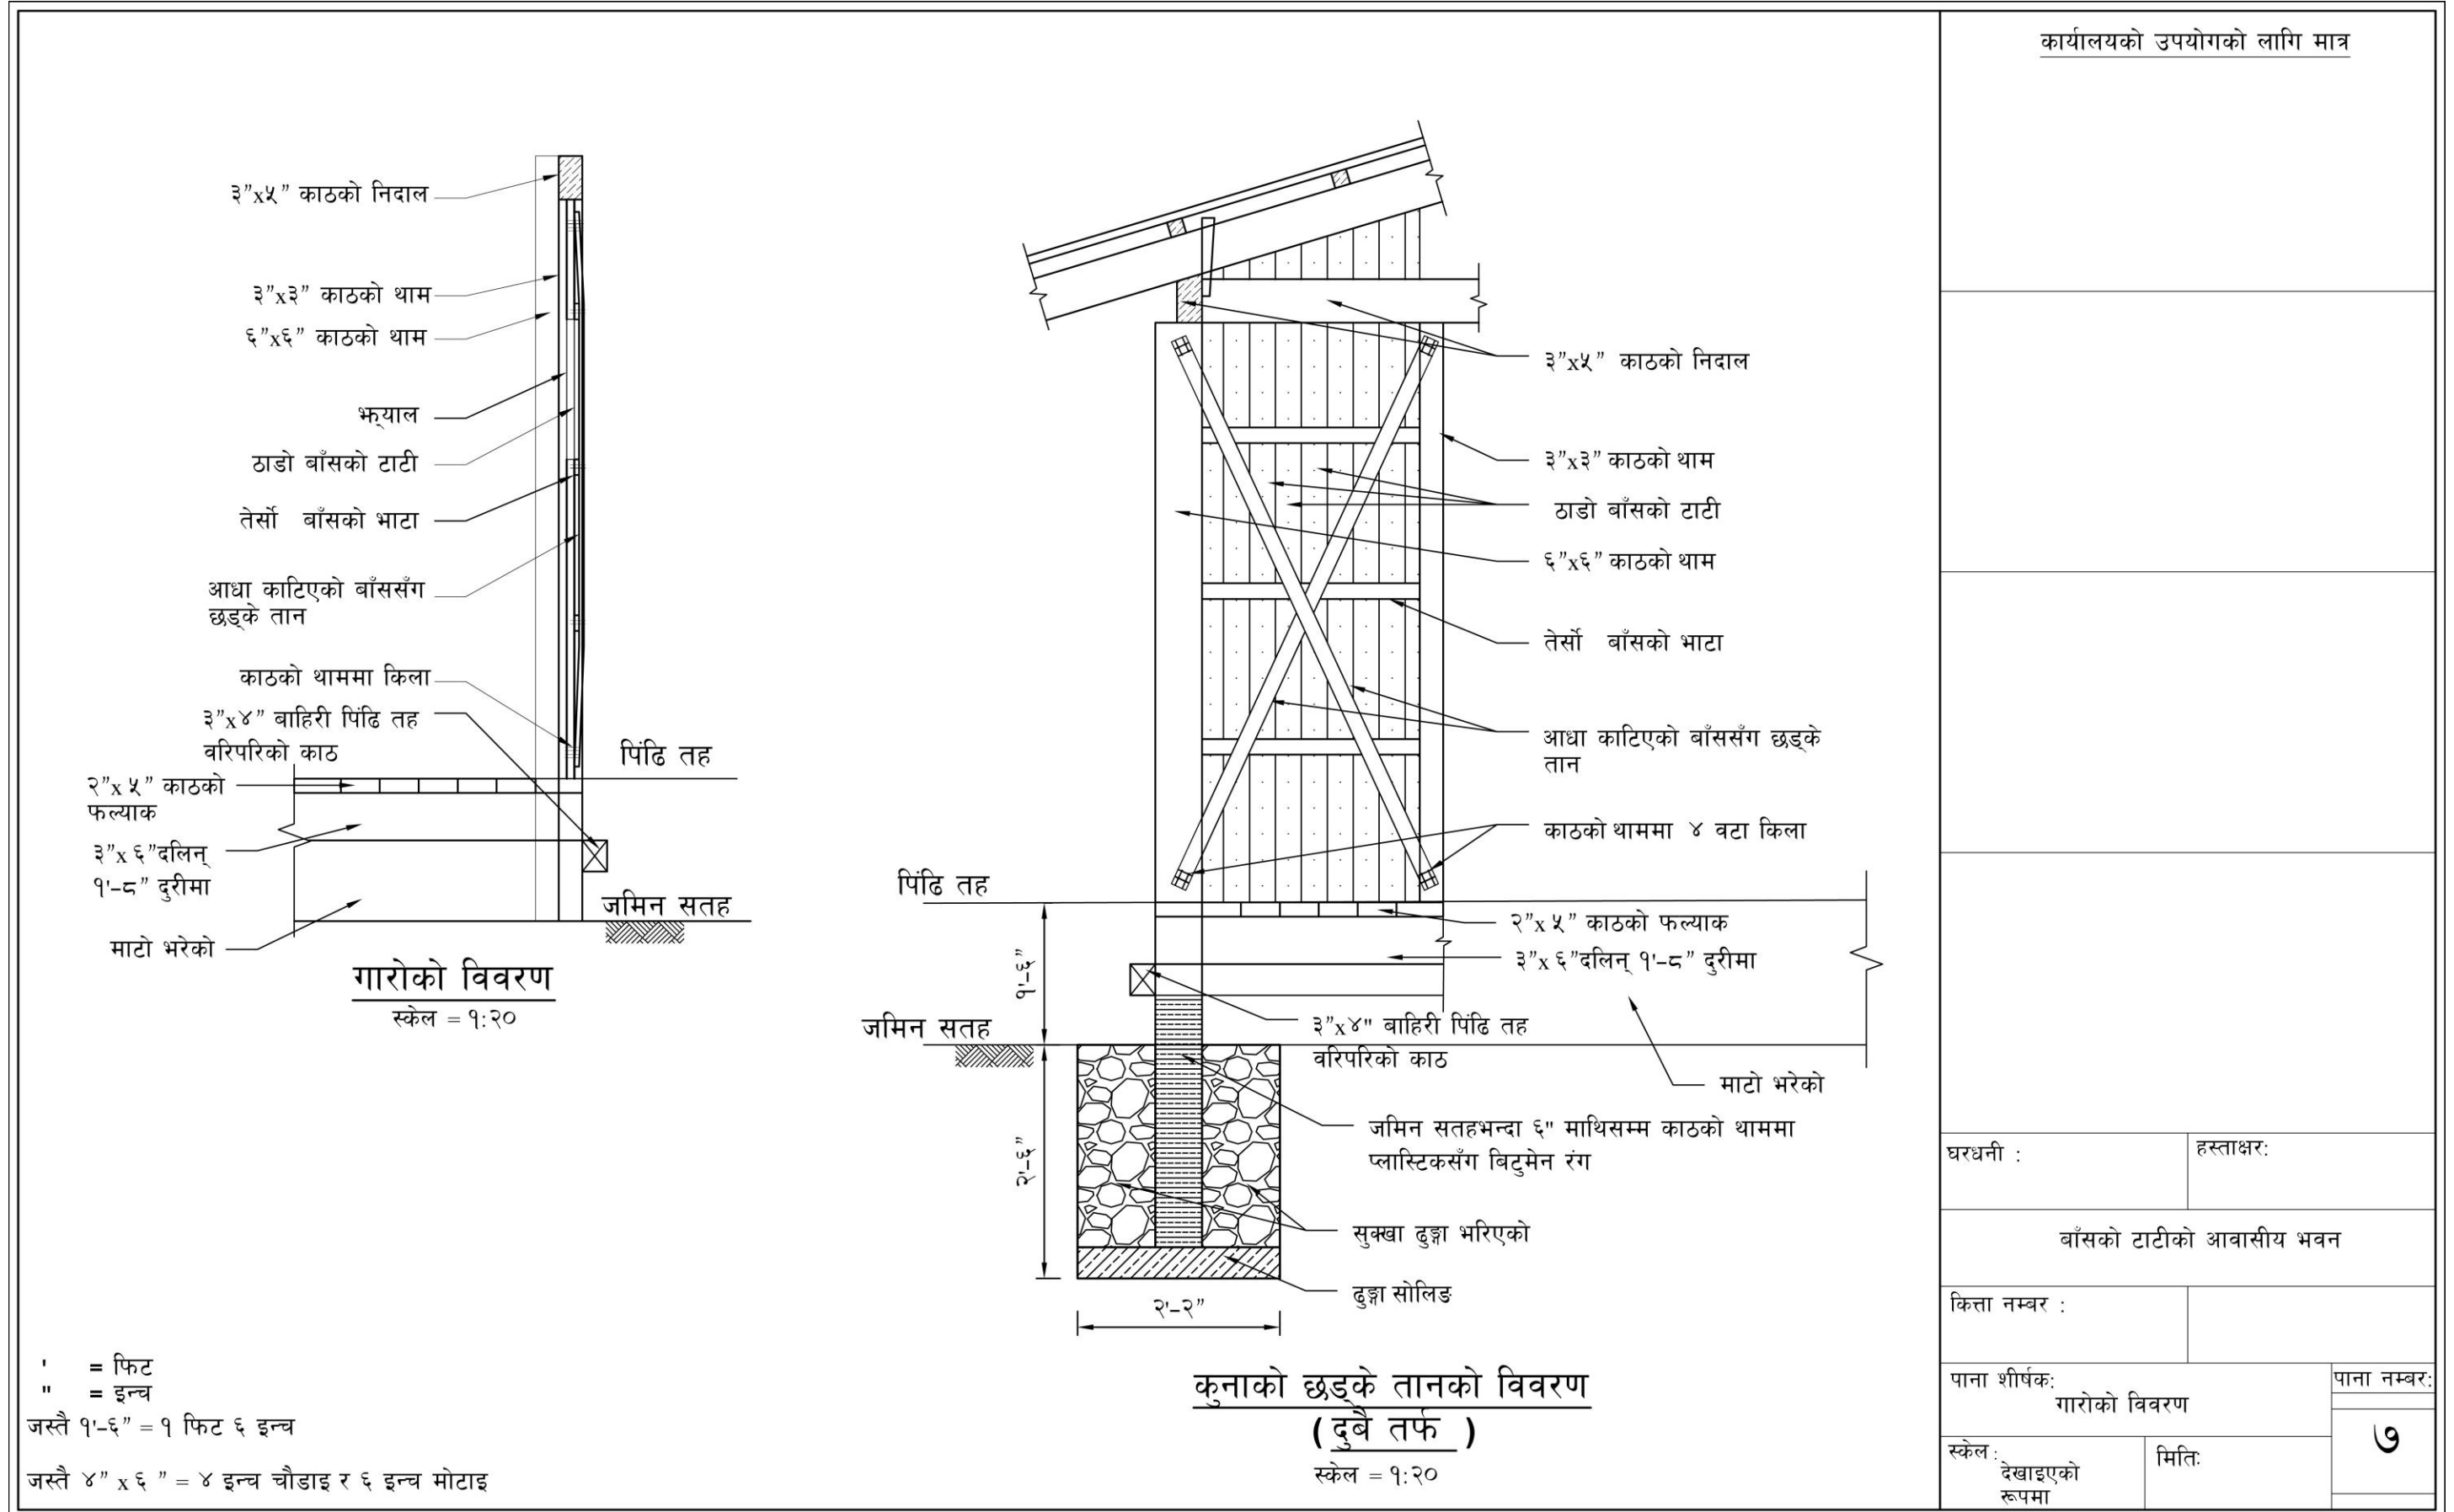 ३”x५” काठको निदाल
३”x३” काठको थाम
६”x६” काठको थाम
झ्याल
ठाडो बाँसको टाटी
तेर्सो बाँसको भाटा
आधा काटिएको बाँससँग
छड्के तान
काठको थाममा किला
३”x४” बाहिरी पिंढि तह
वरिपरिको काठ
२”x ५” काठको
फल्याक
३”x ६”दलिन्
१'-८” दुरीमा
माटो भरेको
पिंढि तह
जमिन सतह
गारोको विवरण
स्केल = १:२०
' = फिट
" = इन्च
जस्तै १'-६” = १ फिट ६ इन्च
जस्तै ४” x ६ ” = ४ इन्च चौडाइ र ६ इन्च मोटाइ
३”x५” काठको निदाल
३”x३” काठको थाम
ठाडो बाँसको टाटी
६”x६” काठको थाम
तेर्सो बाँसको भाटा
आधा काटिएको बाँससँग छड्के
तान
काठको थाममा ४ वटा किला
पिंढि तह
२”x ५” काठको फल्याक
३”x ६”दलिन् १'-८” दुरीमा
१'-६”
जमिन सतह
३”x४" बाहिरी पिंढि तह
वरिपरिको काठ
माटो भरेको
जमिन सतहभन्दा ६" माथिसम्म काठको थाममा
प्लास्टिकसँग बिटुमेन रंग
२'-६”
सुक्खा ढुङ्गा भरिएको
ढुङ्गा सोलिङ
२'-२”
कुनाको छड्के तानको विवरण
( दुबै तर्फ )
स्केल = १:२०
कार्यालयको उपयोगको लागि मात्र
घरधनी :
हस्ताक्षर:
बाँसको टाटीको आवासीय भवन
कित्ता नम्बर :
पाना शीर्षक:
गारोको विवरण
पाना नम्बर:
७
स्केल :
देखाइएको
रूपमा
मिति: